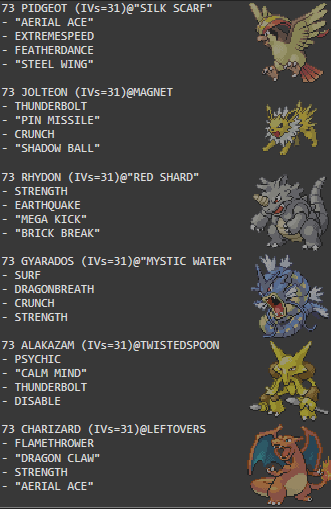 73 PIDGEOT (IVs=31)@"SILK SCARF"
- "AERIAL ACE"
- EXTREMESPEED
- FEATHERDANCE
- "STEEL WING"
73 JOLTEON (IVs=31)@MAGNET
- THUNDERBOLT
- "PIN MISSILE"
- CRUNCH
- "SHADOW BALL"
73 RHYDON (IVs=31)@"RED SHARD"
- STRENGTH
- EARTHQUAKE
- "MEGA KICK"
- "BRICK BREAK"
73 GYARADOS (IVs=31)@"MYSTIC WATER"
- SURF
- DRAGONBREATH
- CRUNCH
- STRENGTH
73 ALAKAZAM (IVs=31)@TWISTEDSPOON
- PSYCHIC
- "CALM MIND"
- THUNDERBOLT
- DISABLE
73 CHARIZARD (IVs=31)@LEFTOVERS
- FLAMETHROWER
- "DRAGON CLAW"
- STRENGTH
- "AERIAL ACE"